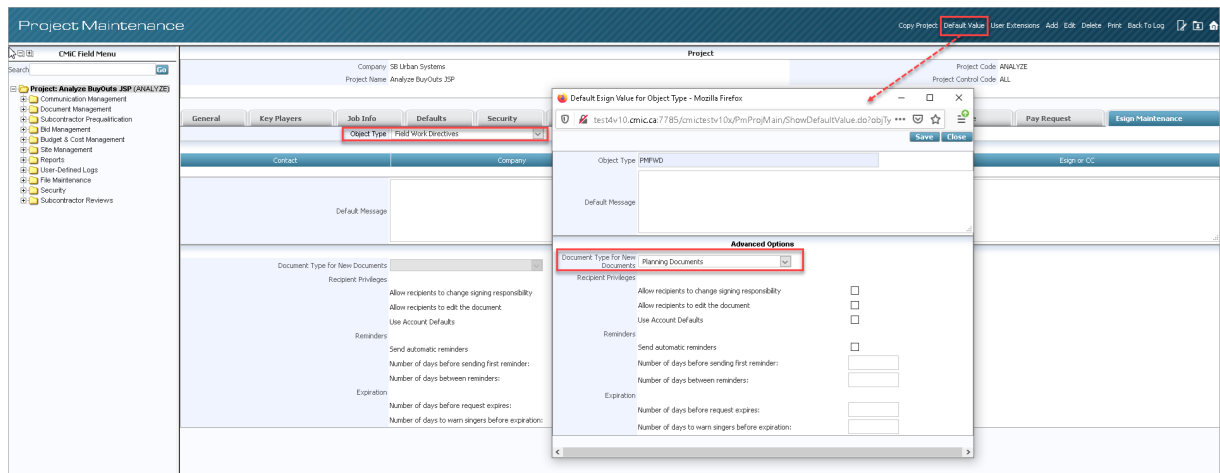 Project Maintenance
Copy Project Default Value User Extensions Add Edit Delete Print Back To Log
CMiC Field Menu
Search Go
Project: Analyze BuyOuts JSP (ANALYZE)
Communication Management
Document Management
Subcontractor Prequalification
Bid Management
Budget & Cost Management
Site Management
Reports
User-Defined Logs
File Maintenance
Security
Subcontractor Reviews
Project
Company SB Urban Systems
Project Code ANALYZE
Project Name Analyze BuyOuts JSP
Project Control Code ALL
General Key Players Job Info Defaults Security
Pay Request Esign Maintenance
Object Type Field Work Directives
Contact Company Esign or CC
Default Message
Document Type for New Documents
Recipient Privileges
Allow recipients to change signing responsibility
Allow recipients to edit the document
Use Account Defaults
Reminders
Send automatic reminders
Number of days before sending first reminder:
Number of days between reminders:
Expiration
Number of days before request expires:
Number of days to warn singers before expiration:
Default Esign Value for Object Type - Mozilla Firefox
test4v10.cmic.ca:7785/cmictestv10x/PmProjMain/ShowDefaultValue.do?objTy
Save Close
Object Type PMFWD
Default Message
Advanced Options
Document Type for New
Documents Planning Documents
Recipient Privileges
Allow recipients to change signing responsibility
Allow recipients to edit the document
Use Account Defaults
Reminders
Send automatic reminders
Number of days before sending first reminder:
Number of days between reminders:
Expiration
Number of days before request expires:
Number of days to warn singers before expiration: